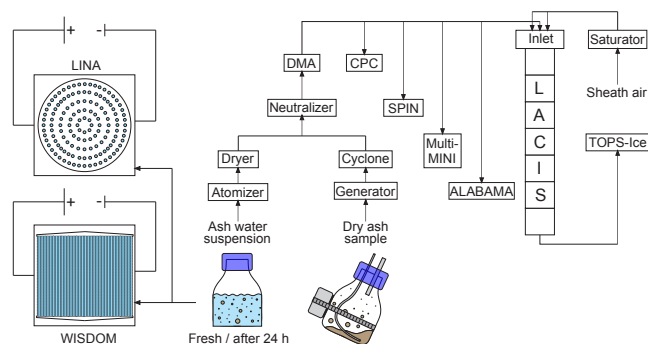 + -
LINA
+ -
WISDOM
DMA
CPC
Neutralizer
SPIN
Dryer
Cyclone
Multi-
MINI
Atomizer
Generator
ALABAMA
Ash water
suspension
Dry ash
sample
Fresh / after 24 h
Inlet
Saturator
Sheath air
L
A
C
I
S
TOPS-Ice